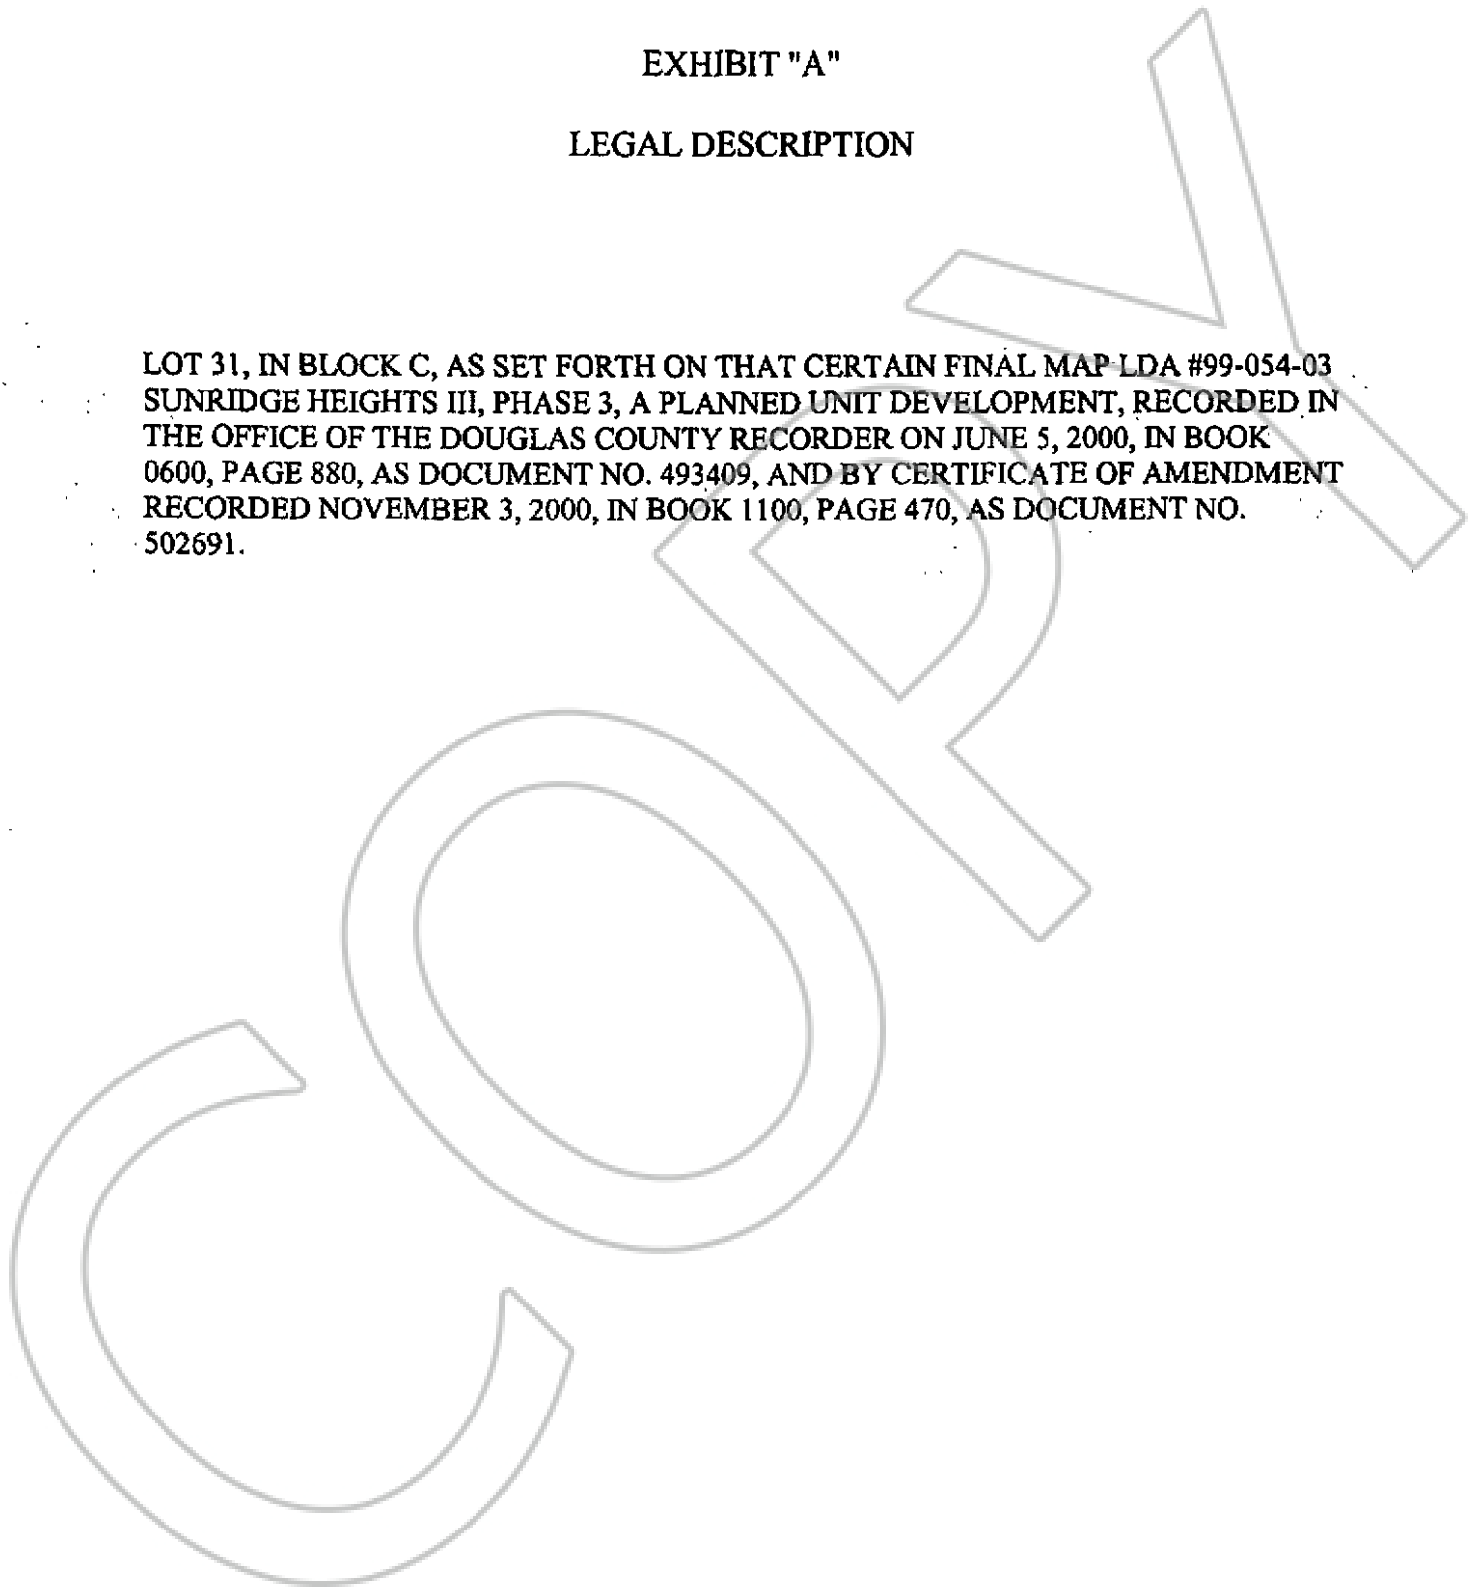 EXHIBIT "A"
LEGAL DESCRIPTION
LOT 31, IN BLOCK C, AS SET FORTH ON THAT CERTAIN FINAL MAP LDA #99-054-03
SUNRIDGE HEIGHTS III, PHASE 3, A PLANNED UNIT DEVELOPMENT, RECORDED IN
THE OFFICE OF THE DOUGLAS COUNTY RECORDER ON JUNE 5, 2000, IN BOOK
0600, PAGE 880, AS DOCUMENT NO. 493409, AND BY CERTIFICATE OF AMENDMENT
RECORDED NOVEMBER 3, 2000, IN BOOK 1100, PAGE 470, AS DOCUMENT NO.
502691.
COPY